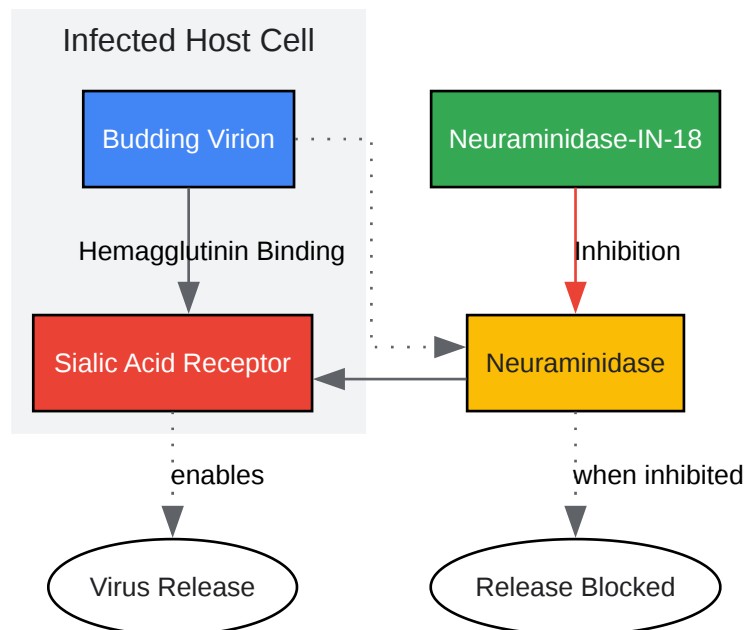 Infected Host Cell
Budding Virion
Neuraminidase-IN-18
Hemagglutinin Binding
Inhibition
Sialic Acid Receptor
Neuraminidase
enables
when inhibited
Virus Release
Release Blocked